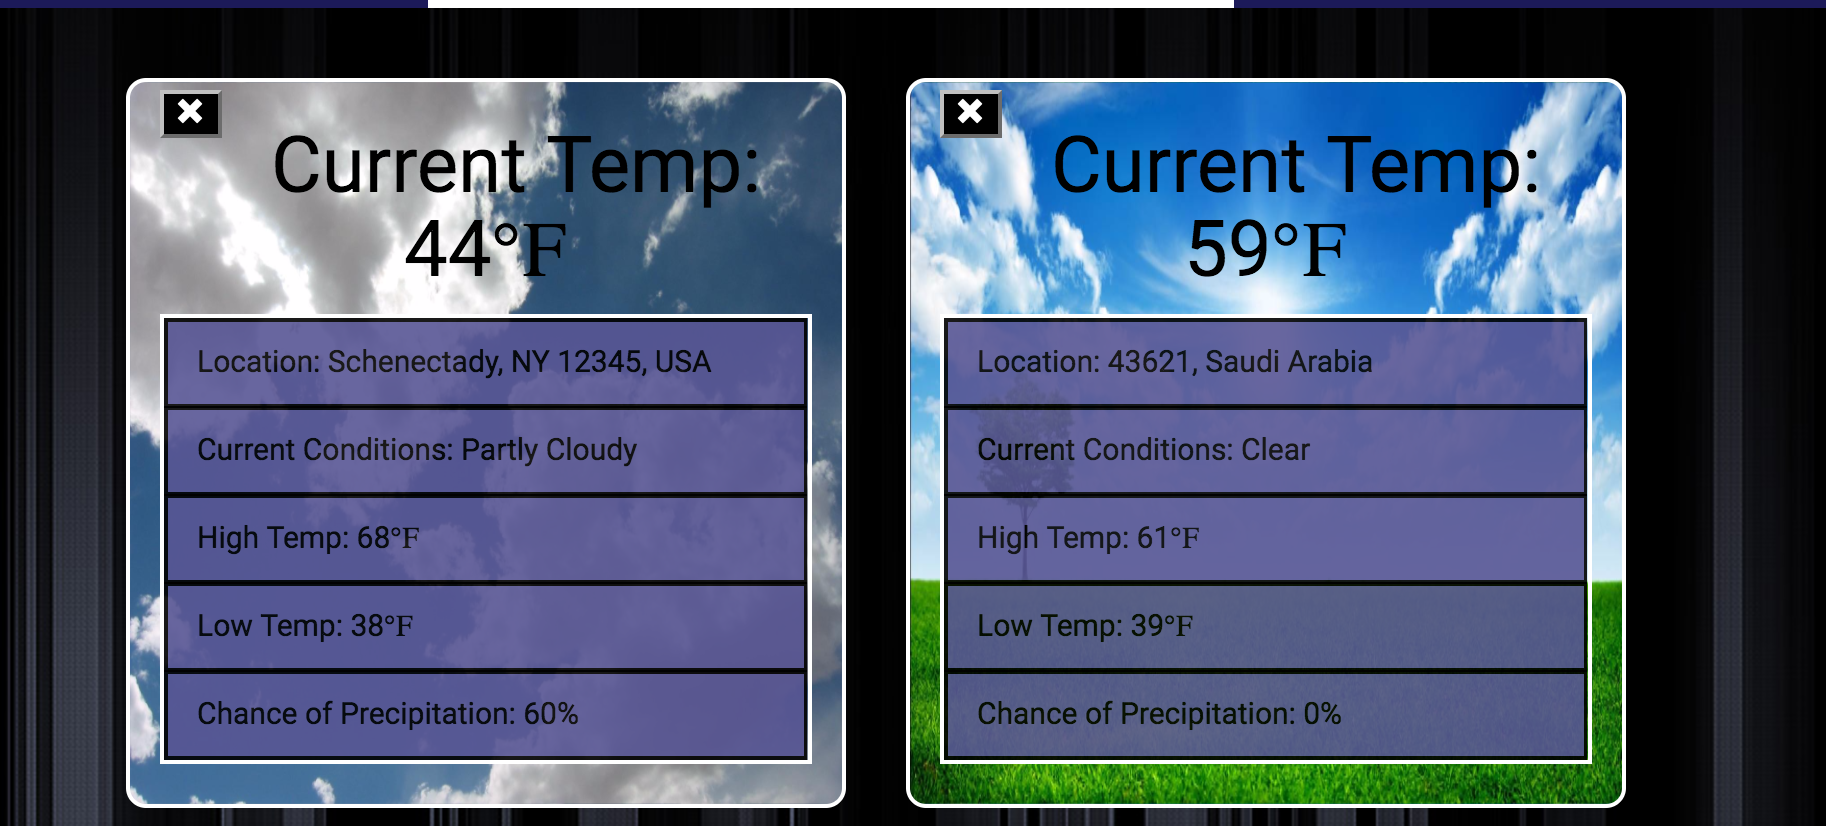 ✖
Current Temp:
44°F
Location: Schenectady, NY 12345, USA
Current Conditions: Partly Cloudy
High Temp: 68°F
Low Temp: 38°F
Chance of Precipitation: 60%
✖
Current Temp:
59°F
Location: 43621, Saudi Arabia
Current Conditions: Clear
High Temp: 61°F
Low Temp: 39°F
Chance of Precipitation: 0%